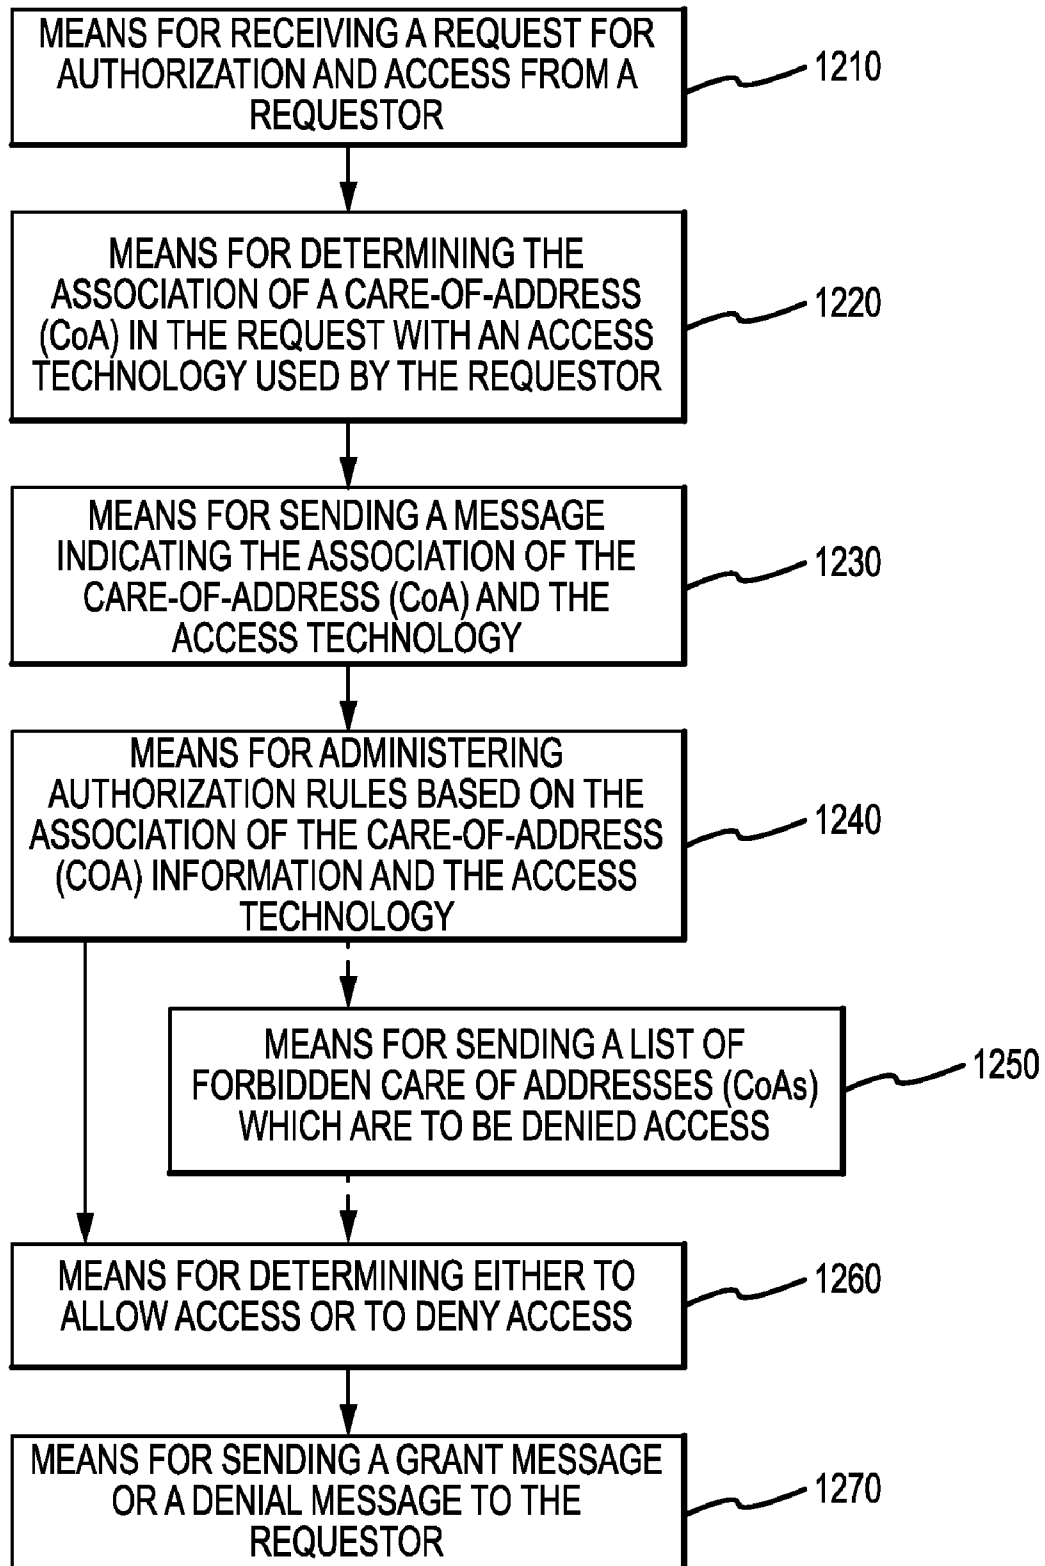 MEANS FOR RECEIVING A REQUEST FOR
AUTHORIZATION AND ACCESS FROM A
REQUESTOR
1210
MEANS FOR DETERMINING THE
ASSOCIATION OF A CARE-OF-ADDRESS
(CoA) IN THE REQUEST WITH AN ACCESS
TECHNOLOGY USED BY THE REQUESTOR
1220
MEANS FOR SENDING A MESSAGE
INDICATING THE ASSOCIATION OF THE
CARE-OF-ADDRESS (CoA) AND THE
ACCESS TECHNOLOGY
1230
MEANS FOR ADMINISTERING
AUTHORIZATION RULES BASED ON THE
ASSOCIATION OF THE CARE-OF-ADDRESS
(COA) INFORMATION AND THE ACCESS
TECHNOLOGY
1240
MEANS FOR SENDING A LIST OF
FORBIDDEN CARE OF ADDRESSES (CoAs)
WHICH ARE TO BE DENIED ACCESS
1250
MEANS FOR DETERMINING EITHER TO
ALLOW ACCESS OR TO DENY ACCESS
1260
MEANS FOR SENDING A GRANT MESSAGE
OR A DENIAL MESSAGE TO THE
REQUESTOR
1270